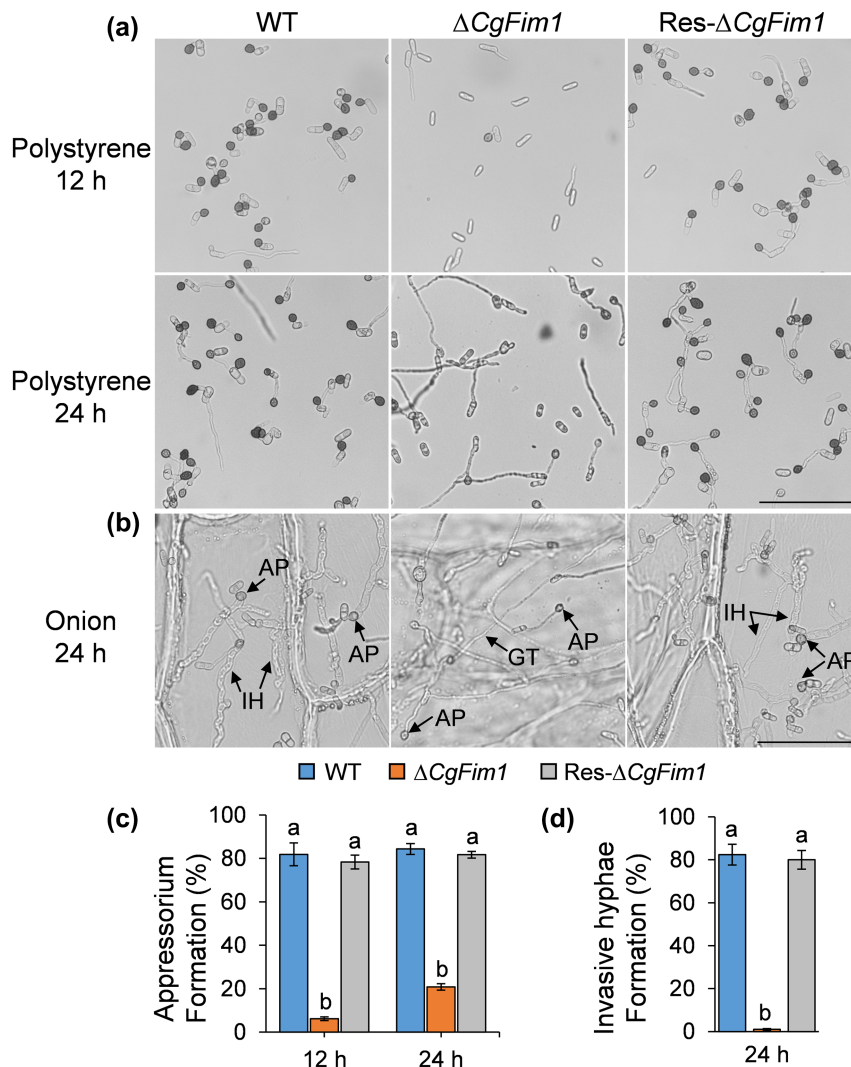 (a)
WT
ΔCgFim1
Res-ΔCgFim1
Polystyrene
12 h
Polystyrene
24 h
(b)
Onion
24 h
AP
AP
IH
AP
GT
AP
IH
AP
WT
ΔCgFim1
Res-ΔCgFim1
(c)
Appressorium
Formation (%)
100
80
60
40
20
0
a
b
a
a
b
a
12 h
24 h
(d)
Invasive hyphae
Formation (%)
100
80
60
40
20
0
a
b
a
24 h